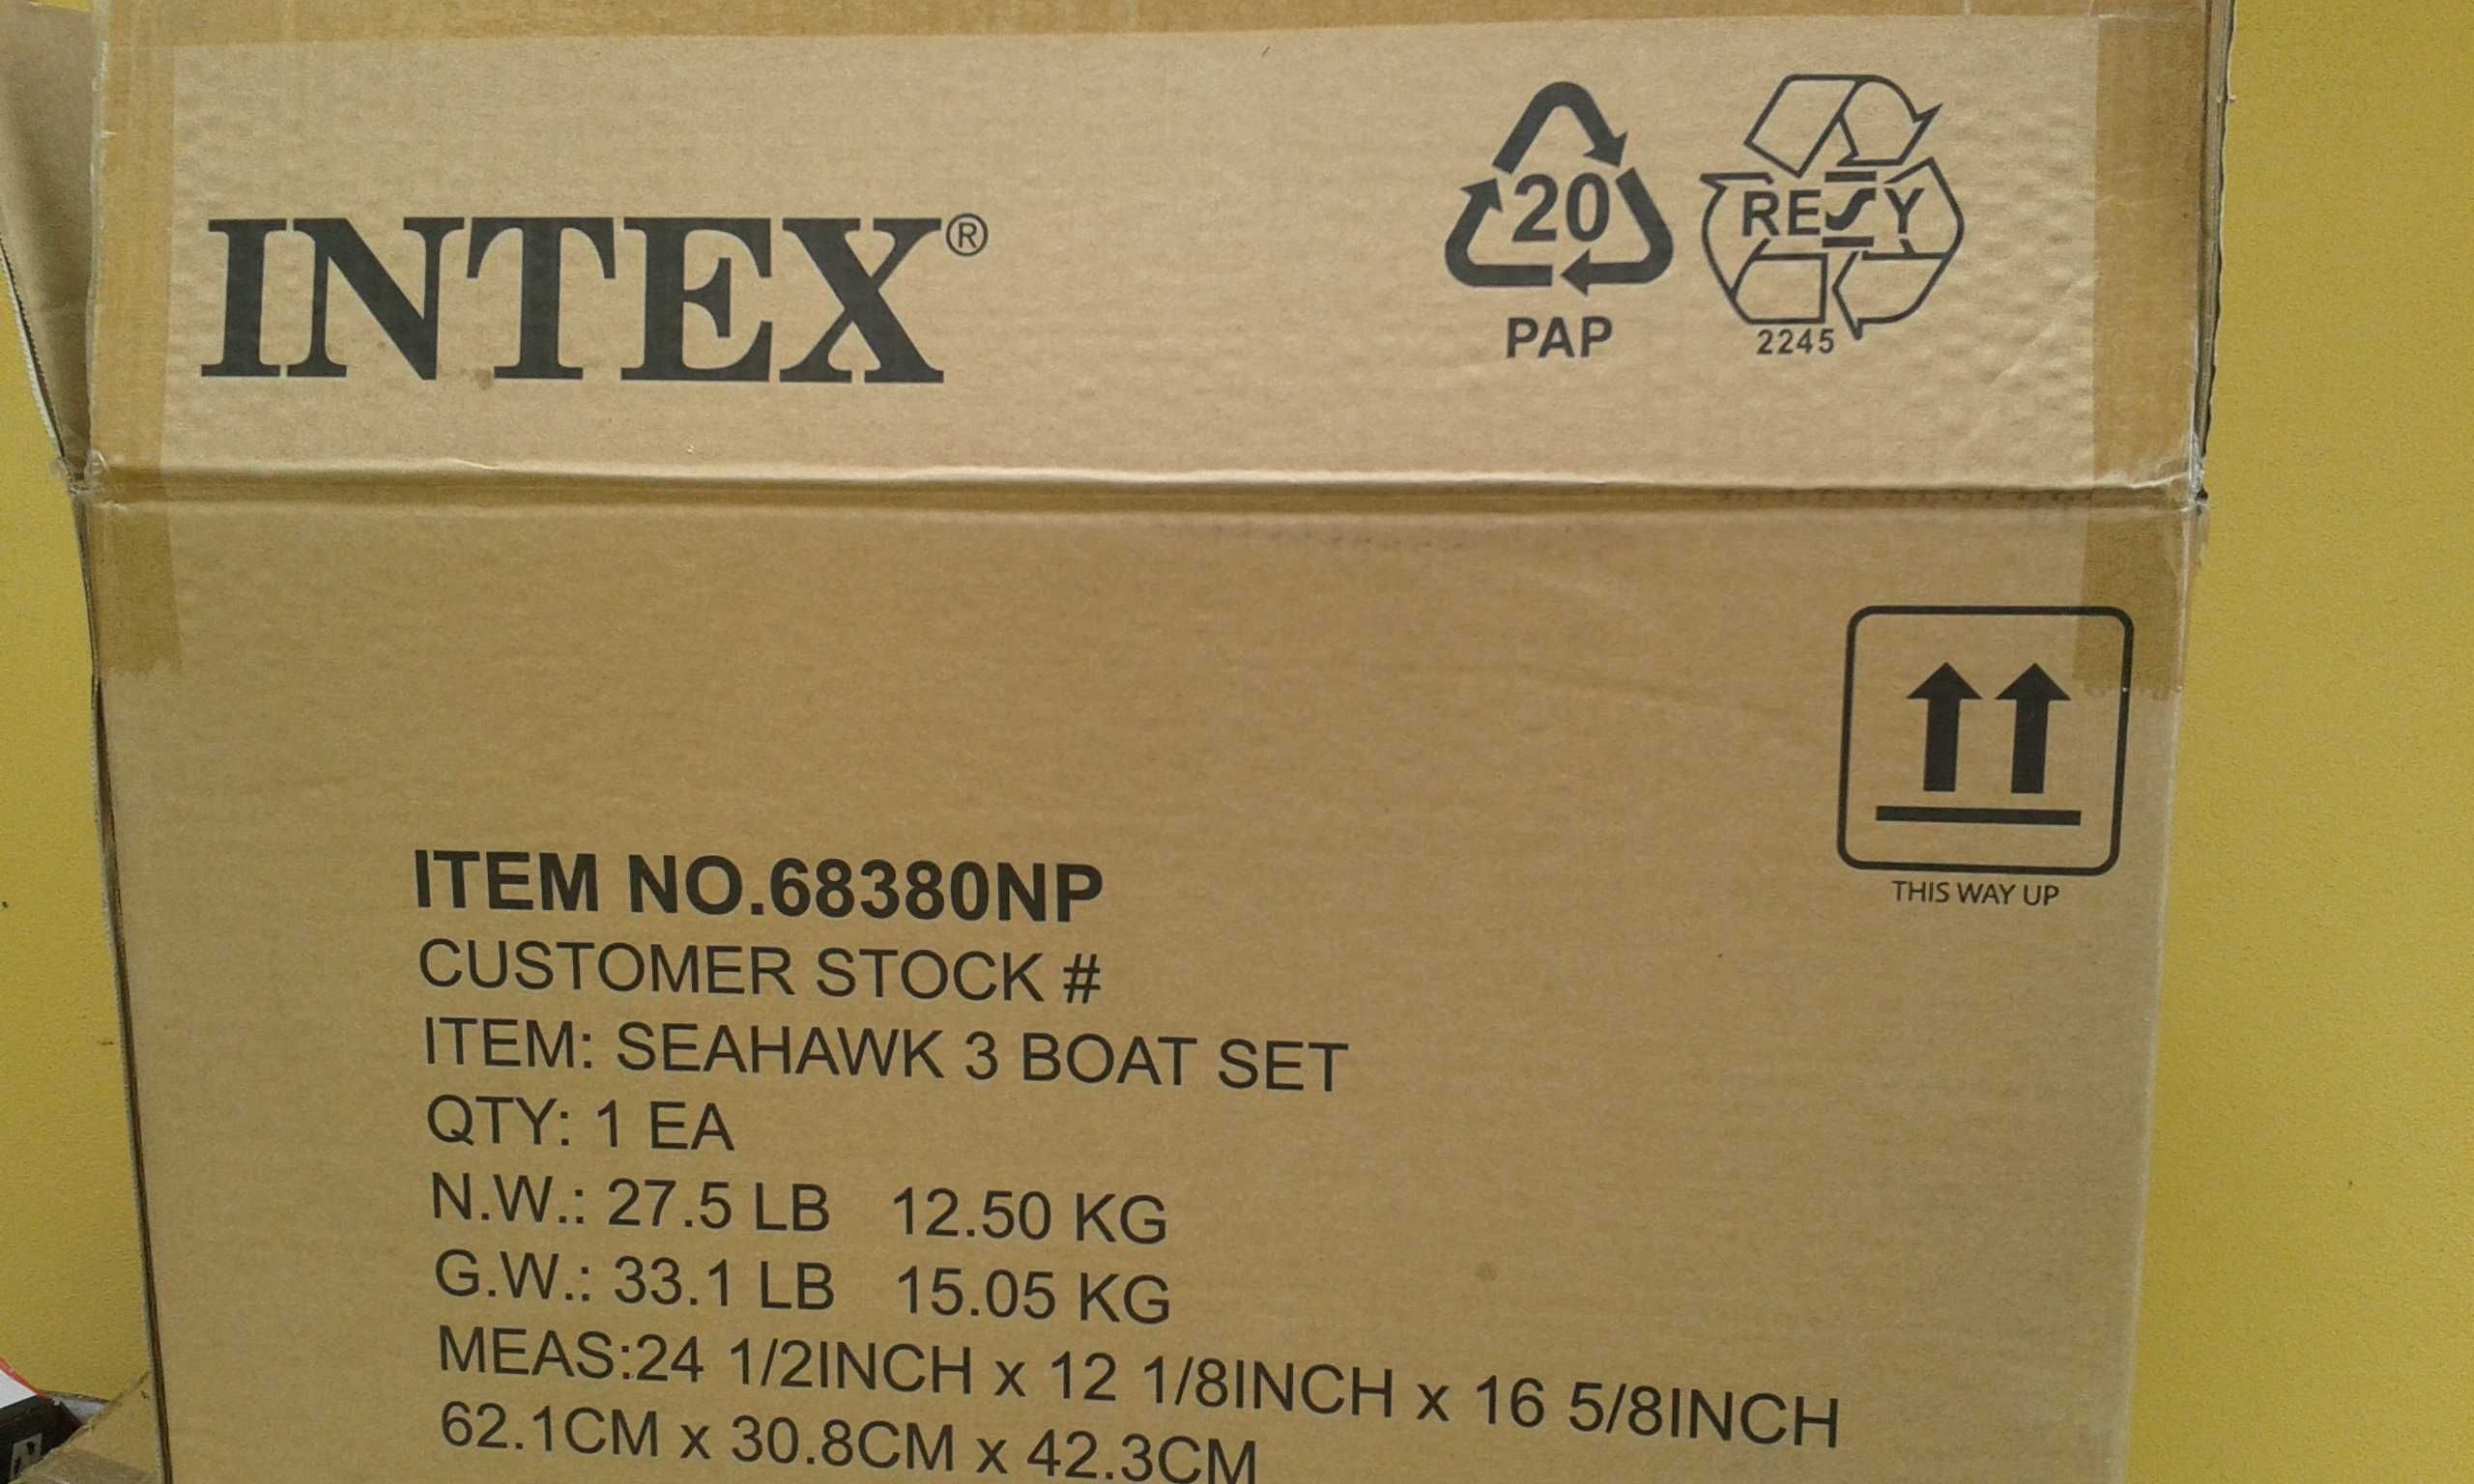 INTEX®
20
PAP
RESY
2245
THIS WAY UP
ITEM NO.68380NP
CUSTOMER STOCK #
ITEM: SEAHAWK 3 BOAT SET
QTY: 1 EA
N.W.: 27.5 LB 12.50 KG
G.W.: 33.1 LB 15.05 KG
MEAS:24 1/2INCH x 12 1/8INCH x 16 5/8INCH
62.1CM x 30.8CM x 42.3CM